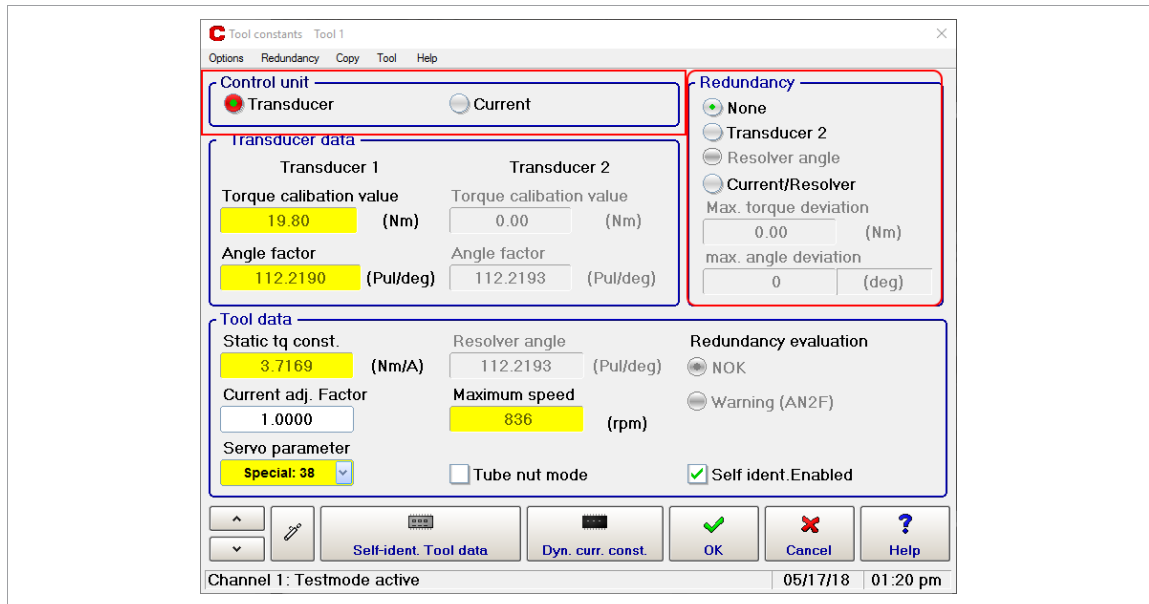 Tool constants Tool 1
Options Redundancy Copy Tool Help
Control unit
Transducer Current
Redundancy
None
Transducer 2
Resolver angle
Current/Resolver
Max. torque deviation
0.00 (Nm)
max. angle deviation
0 (deg)
Transducer data
Transducer 1 Transducer 2
Torque calibation value Torque calibation value
19.80 (Nm) 0.00 (Nm)
Angle factor Angle factor
112.2190 (Pul/deg) 112.2193 (Pul/deg)
Tool data
Static tq const. Resolver angle Redundancy evaluation
3.7169 (Nm/A) 112.2193 (Pul/deg) NOK
Current adj. Factor Maximum speed Warning (AN2F)
1.0000 836 (rpm)
Servo parameter
Special: 38 Tube nut mode Self ident.Enabled
Self-ident. Tool data Dyn. curr. const. OK Cancel Help
Channel 1: Testmode active 05/17/18 01:20 pm